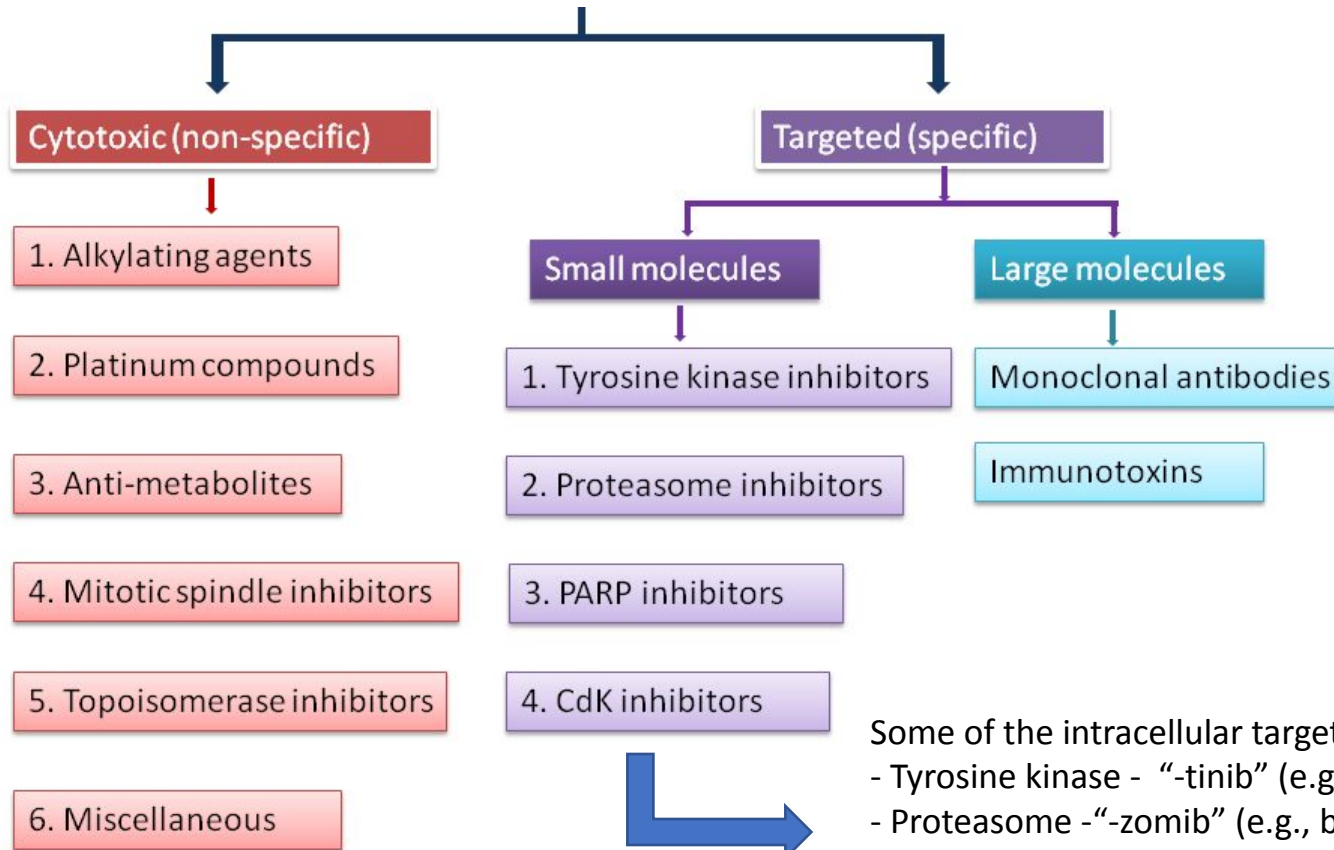 Cytotoxic (non-specific)
1. Alkylating agents
2. Platinum compounds
3. Anti-metabolites
4. Mitotic spindle inhibitors
5. Topoisomerase inhibitors
6. Miscellaneous
Targeted (specific)
Small molecules
1. Tyrosine kinase inhibitors
2. Proteasome inhibitors
3. PARP inhibitors
4. CdK inhibitors
Large molecules
Monoclonal antibodies
Immunotoxins
Some of the intracellular
- Tyrosine kinase - “-tinib” (e.g
- Proteasome -“-zomib” (e.g.,